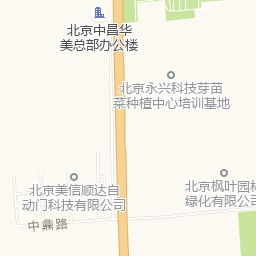 北京中昌华
美总部办公楼
北京永兴科技芽苗
菜种植中心培训基地
北京枫叶园林
绿化有限公司
北京美信顺达自
动门科技有限公司
中鼎路